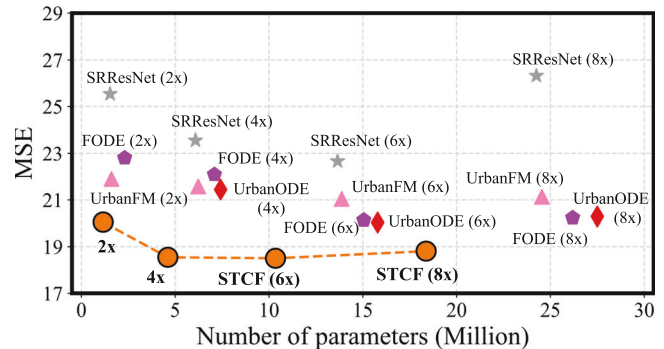 29
27
25
23
21
19
17
MSE
SRResNet (2x)
SRResNet (8x)
SRResNet (4x)
SRResNet (6x)
FODE (2x)
FODE (4x)
UrbanFM (2x)
UrbanODE
(4x)
UrbanFM (6x)
UrbanFM (8x)
FODE (6x)
UrbanODE (6x)
UrbanODE
(8x)
FODE (8x)
2x
4x
STCF (6x)
STCF (8x)
0
5
10
15
20
25
30
Number of parameters (Million)